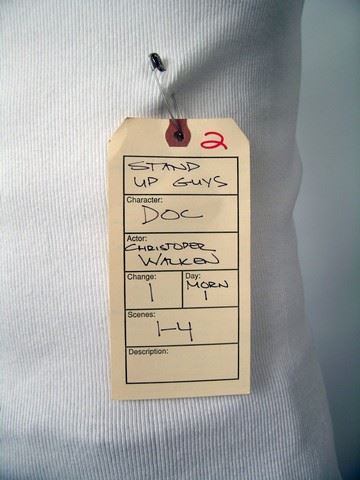 2
STAND
UP GUYS
Character:
DOC
Actor:
CHRISTOPER
WALKEN
Change: Day:
1 MORN
1
Scenes:
1-4
Description: